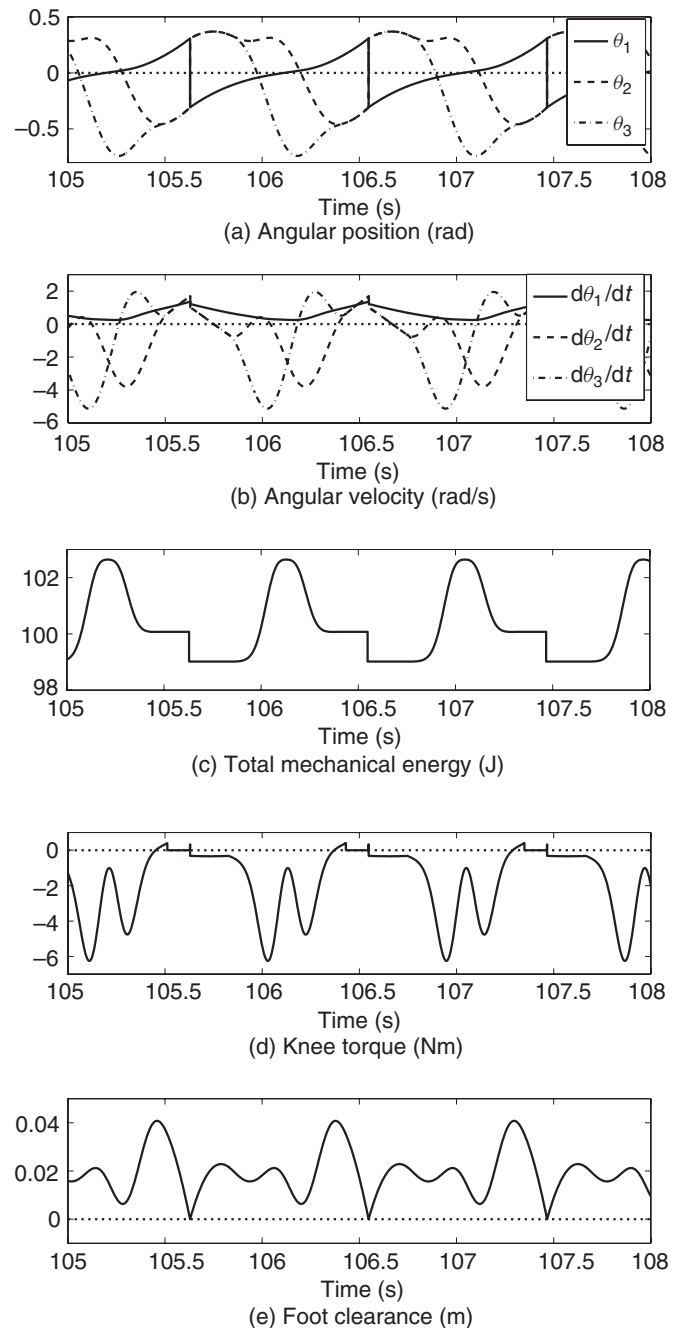 0.5
0
−0.5
θ1
θ2
θ3
105 105.5 106 106.5 107 107.5 108
Time (s)
(a) Angular position (rad)
2
0
−2
−4
−6
dθ1/dt
dθ2/dt
dθ3/dt
105 105.5 106 106.5 107 107.5 108
Time (s)
(b) Angular velocity (rad/s)
102
100
98
105 105.5 106 106.5 107 107.5 108
Time (s)
(c) Total mechanical energy (J)
0
−2
−4
−6
105 105.5 106 106.5 107 107.5 108
Time (s)
(d) Knee torque (Nm)
0.04
0.02
0
105 105.5 106 106.5 107 107.5 108
Time (s)
(e) Foot clearance (m)